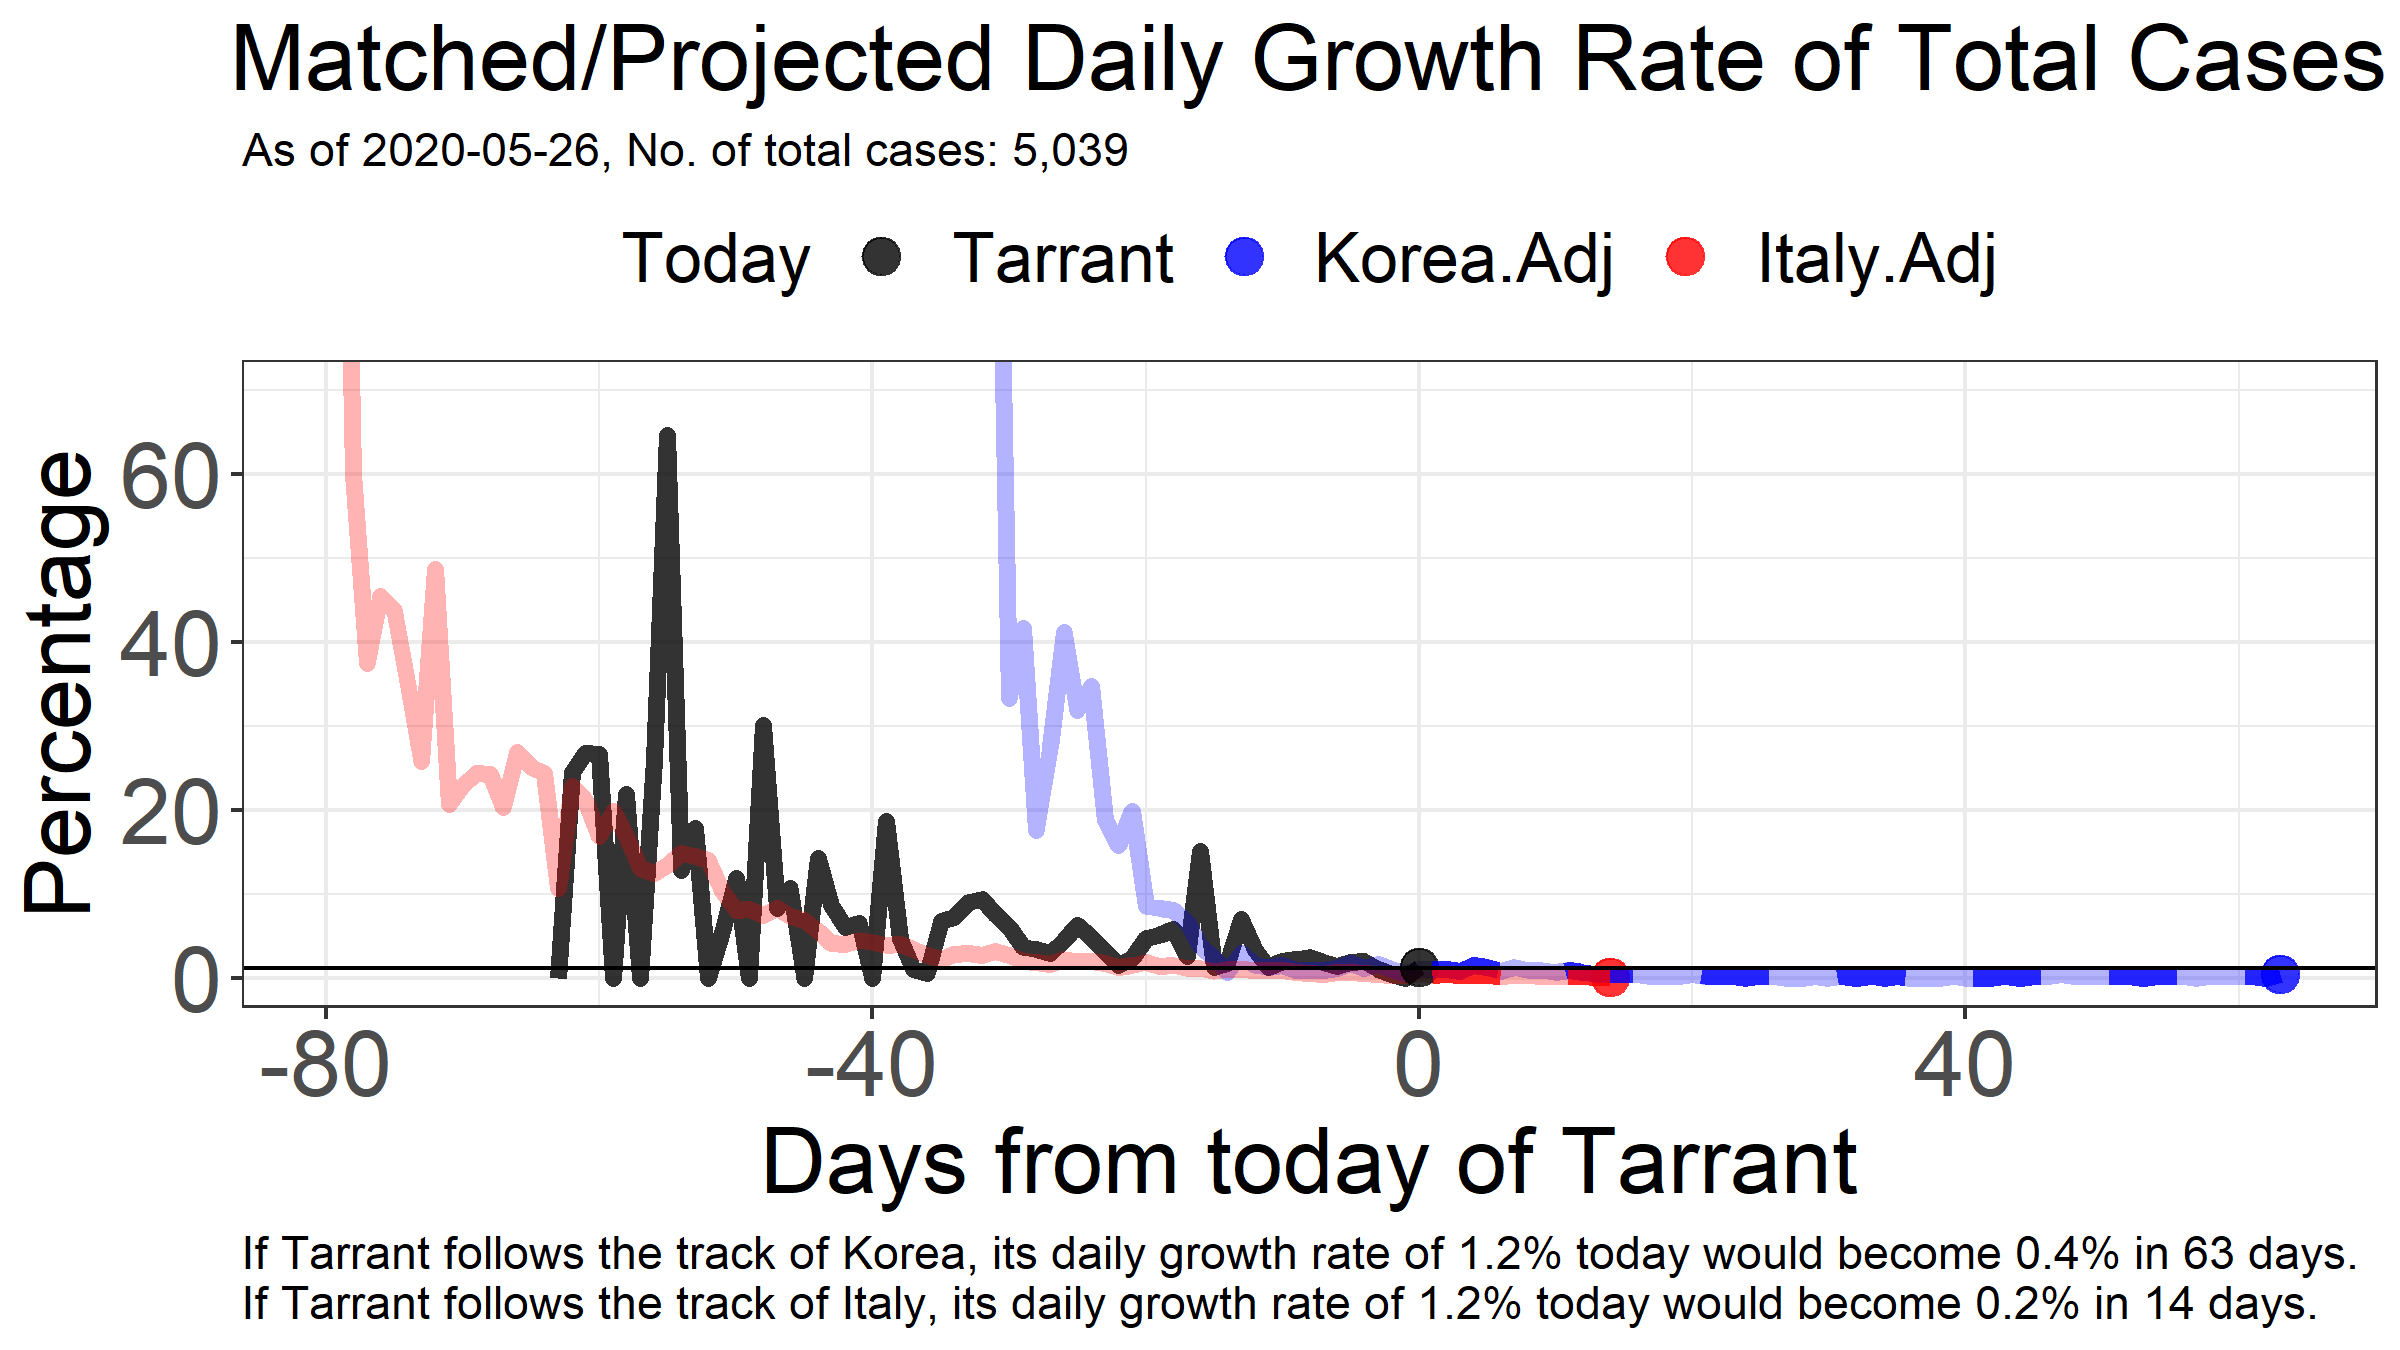 Matched/Projected Daily Growth Rate of Total Cases
As of 2020-05-26, No. of total cases: 5,039
Today Tarrant Korea.Adj Italy.Adj
Percentage
60
40
20
0
-80 -40 0 40
Days from today of Tarrant
If Tarrant follows the track of Korea, its daily growth rate of 1.2% today would become 0.4% in 63 days.
If Tarrant follows the track of Italy, its daily growth rate of 1.2% today would become 0.2% in 14 days.